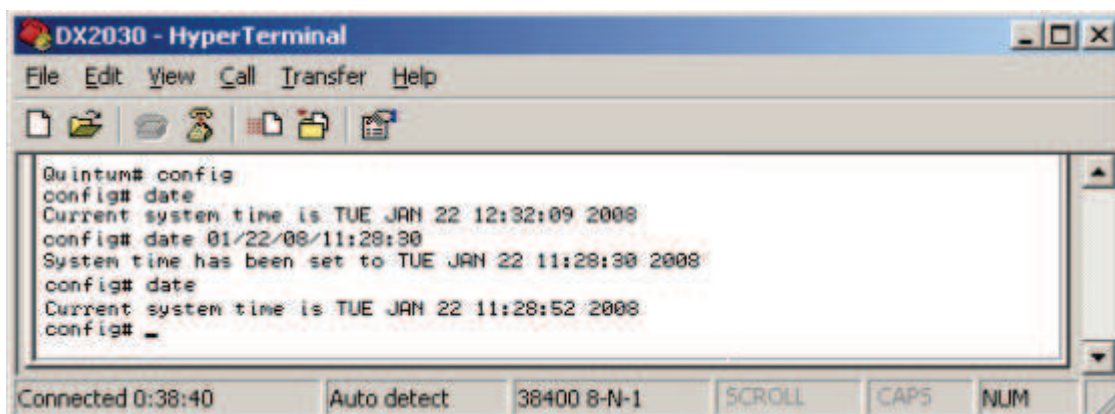 DX2030 - HyperTerminal
File Edit View Call Transfer Help
Quintum# config
config# date
Current system time is TUE JAN 22 12:32:09 2008
config# date 01/22/08/11:28:30
System time has been set to TUE JAN 22 11:28:30 2008
config# date
Current system time is TUE JAN 22 11:28:52 2008
config# _
Connected 0:38:40 Auto detect 38400 8-N-1 SCROLL CAPS NUM